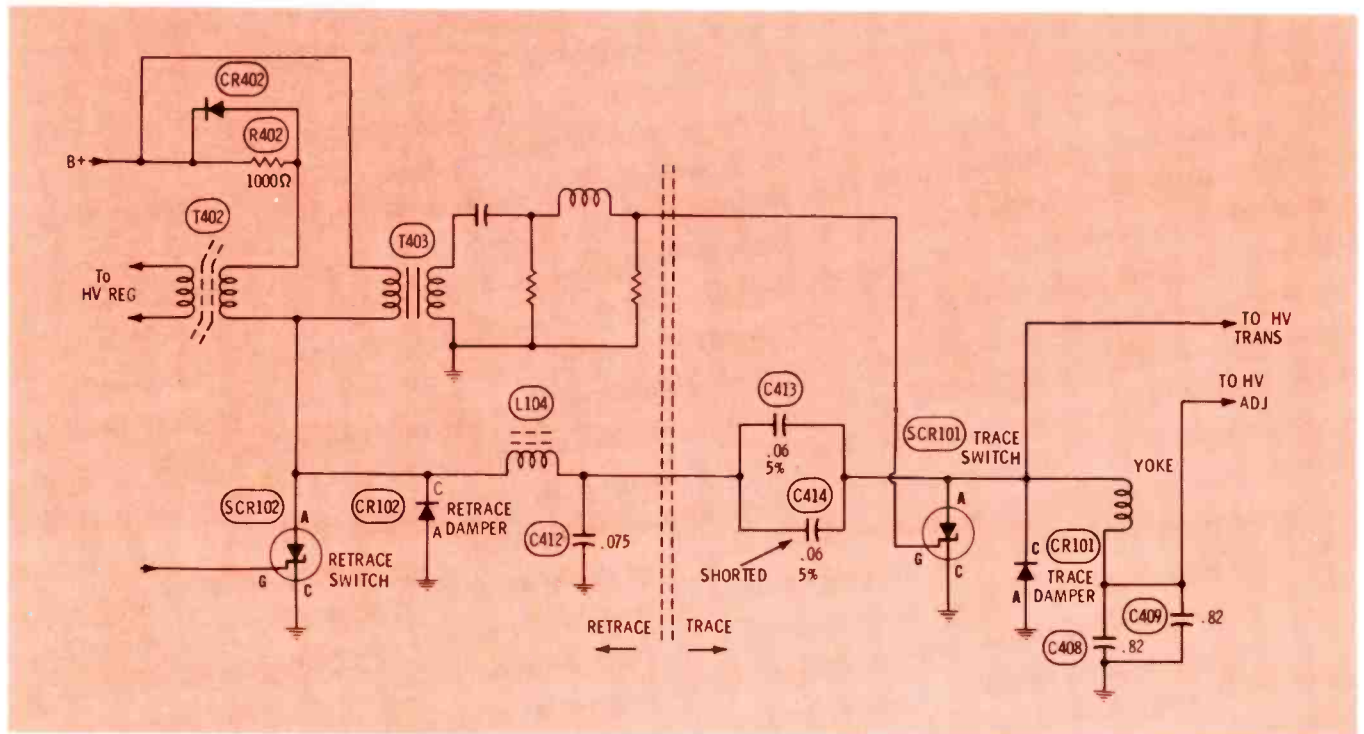 CR402
R402
B+
1000Ω
T402
T403
To
HV REG
TO HV
TRANS
TO HV
ADJ
L104
C413
.06
5%
SCR101
TRACE
SWITCH
YOKE
C414
SCR102
A
G
C
RETRACE
SWITCH
CR102
C
A
RETRACE
DAMPER
C412
.075
SHORTED
.06
5%
A
G
C
CR101
C
A
TRACE
DAMPER
C409
.82
C408
.82
RETRACE
TRACE